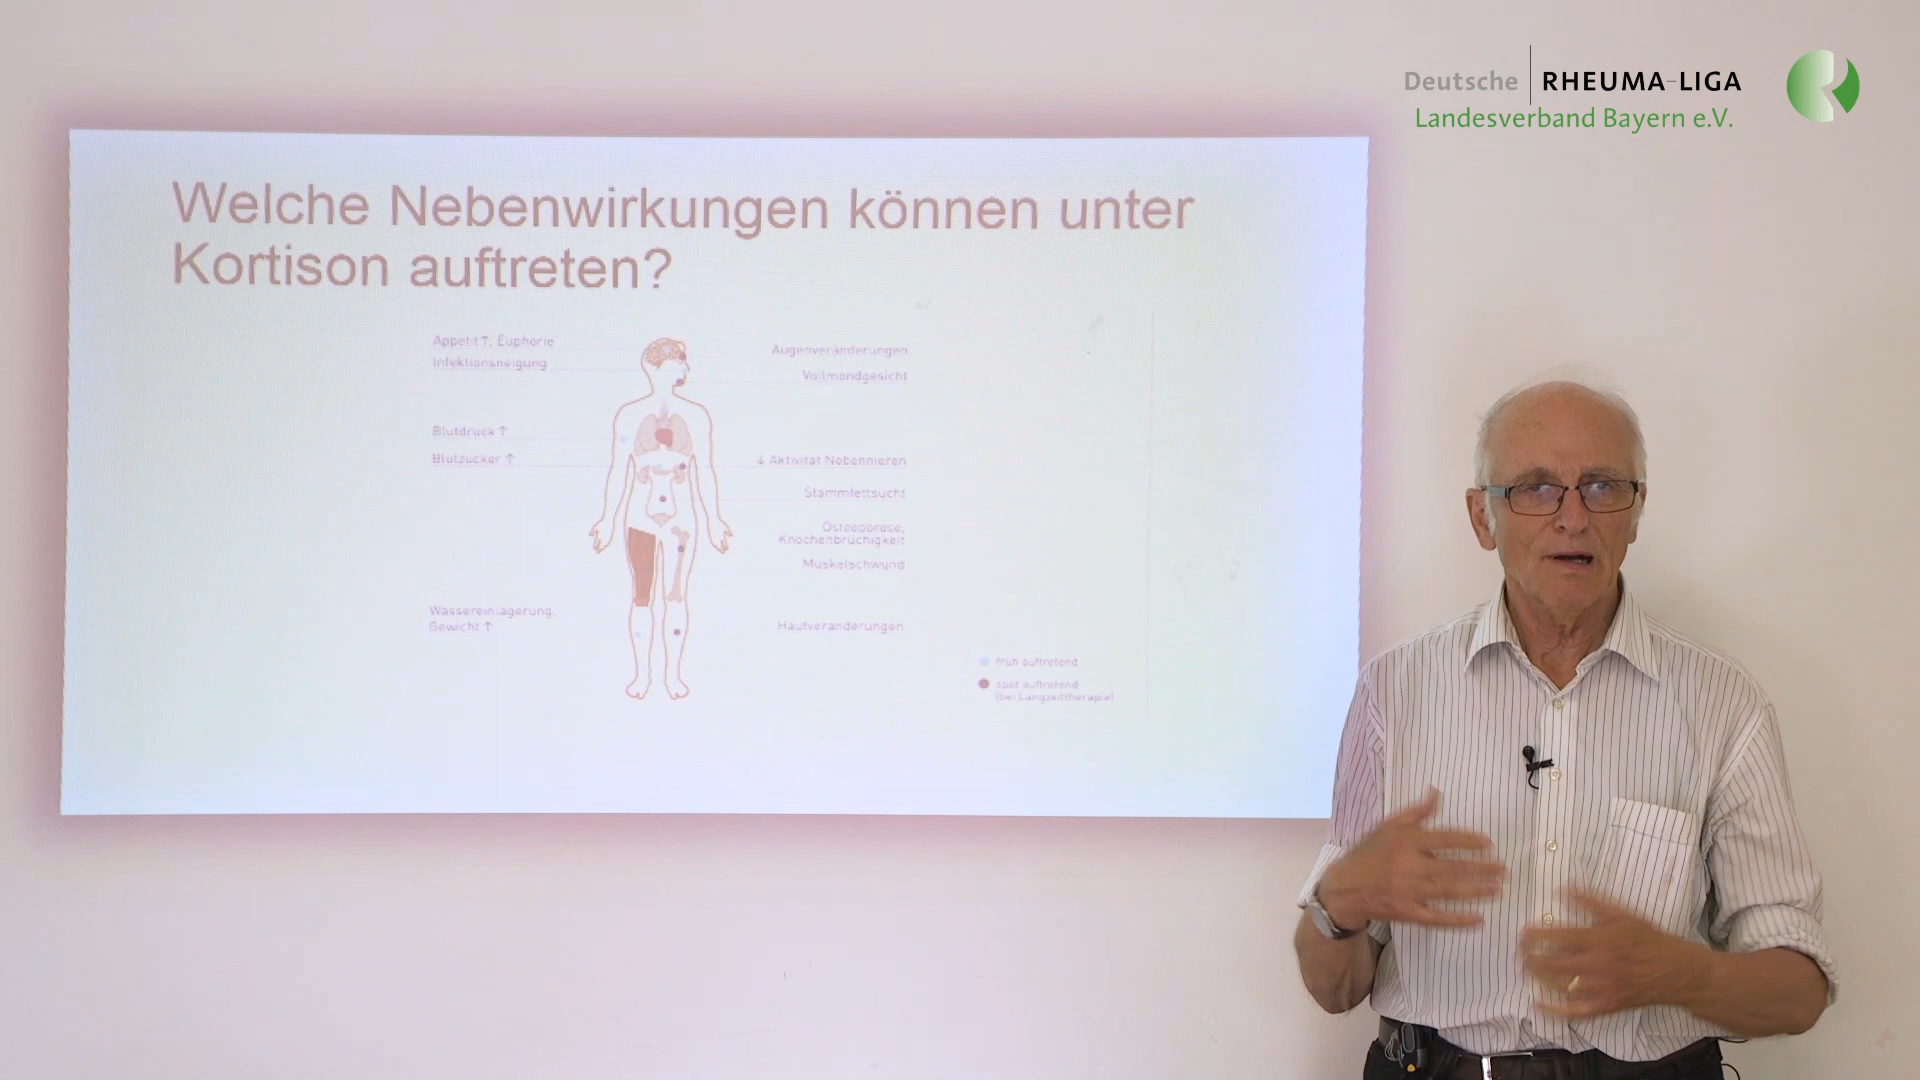 Deutsche RHEUMA-LIGA
Landesverband Bayern e.V.
Welche Nebenwirkungen können unter
Kortison auftreten?
Appetit↑, Euphorie
Infektionsneigung
Blutdruck↑
Blutzucker ↑
Wassereinlagerung,
Gewicht ↑
Augenveränderungen
Vollmondgesicht
↓ Aktivität Nebennieren
Stammfettsucht
Osteoporose,
Knochenbrüchigkeit
Muskelschwund
Hautveränderungen
früh auftretend
spät auftretend
(bei Langzeittherapie)